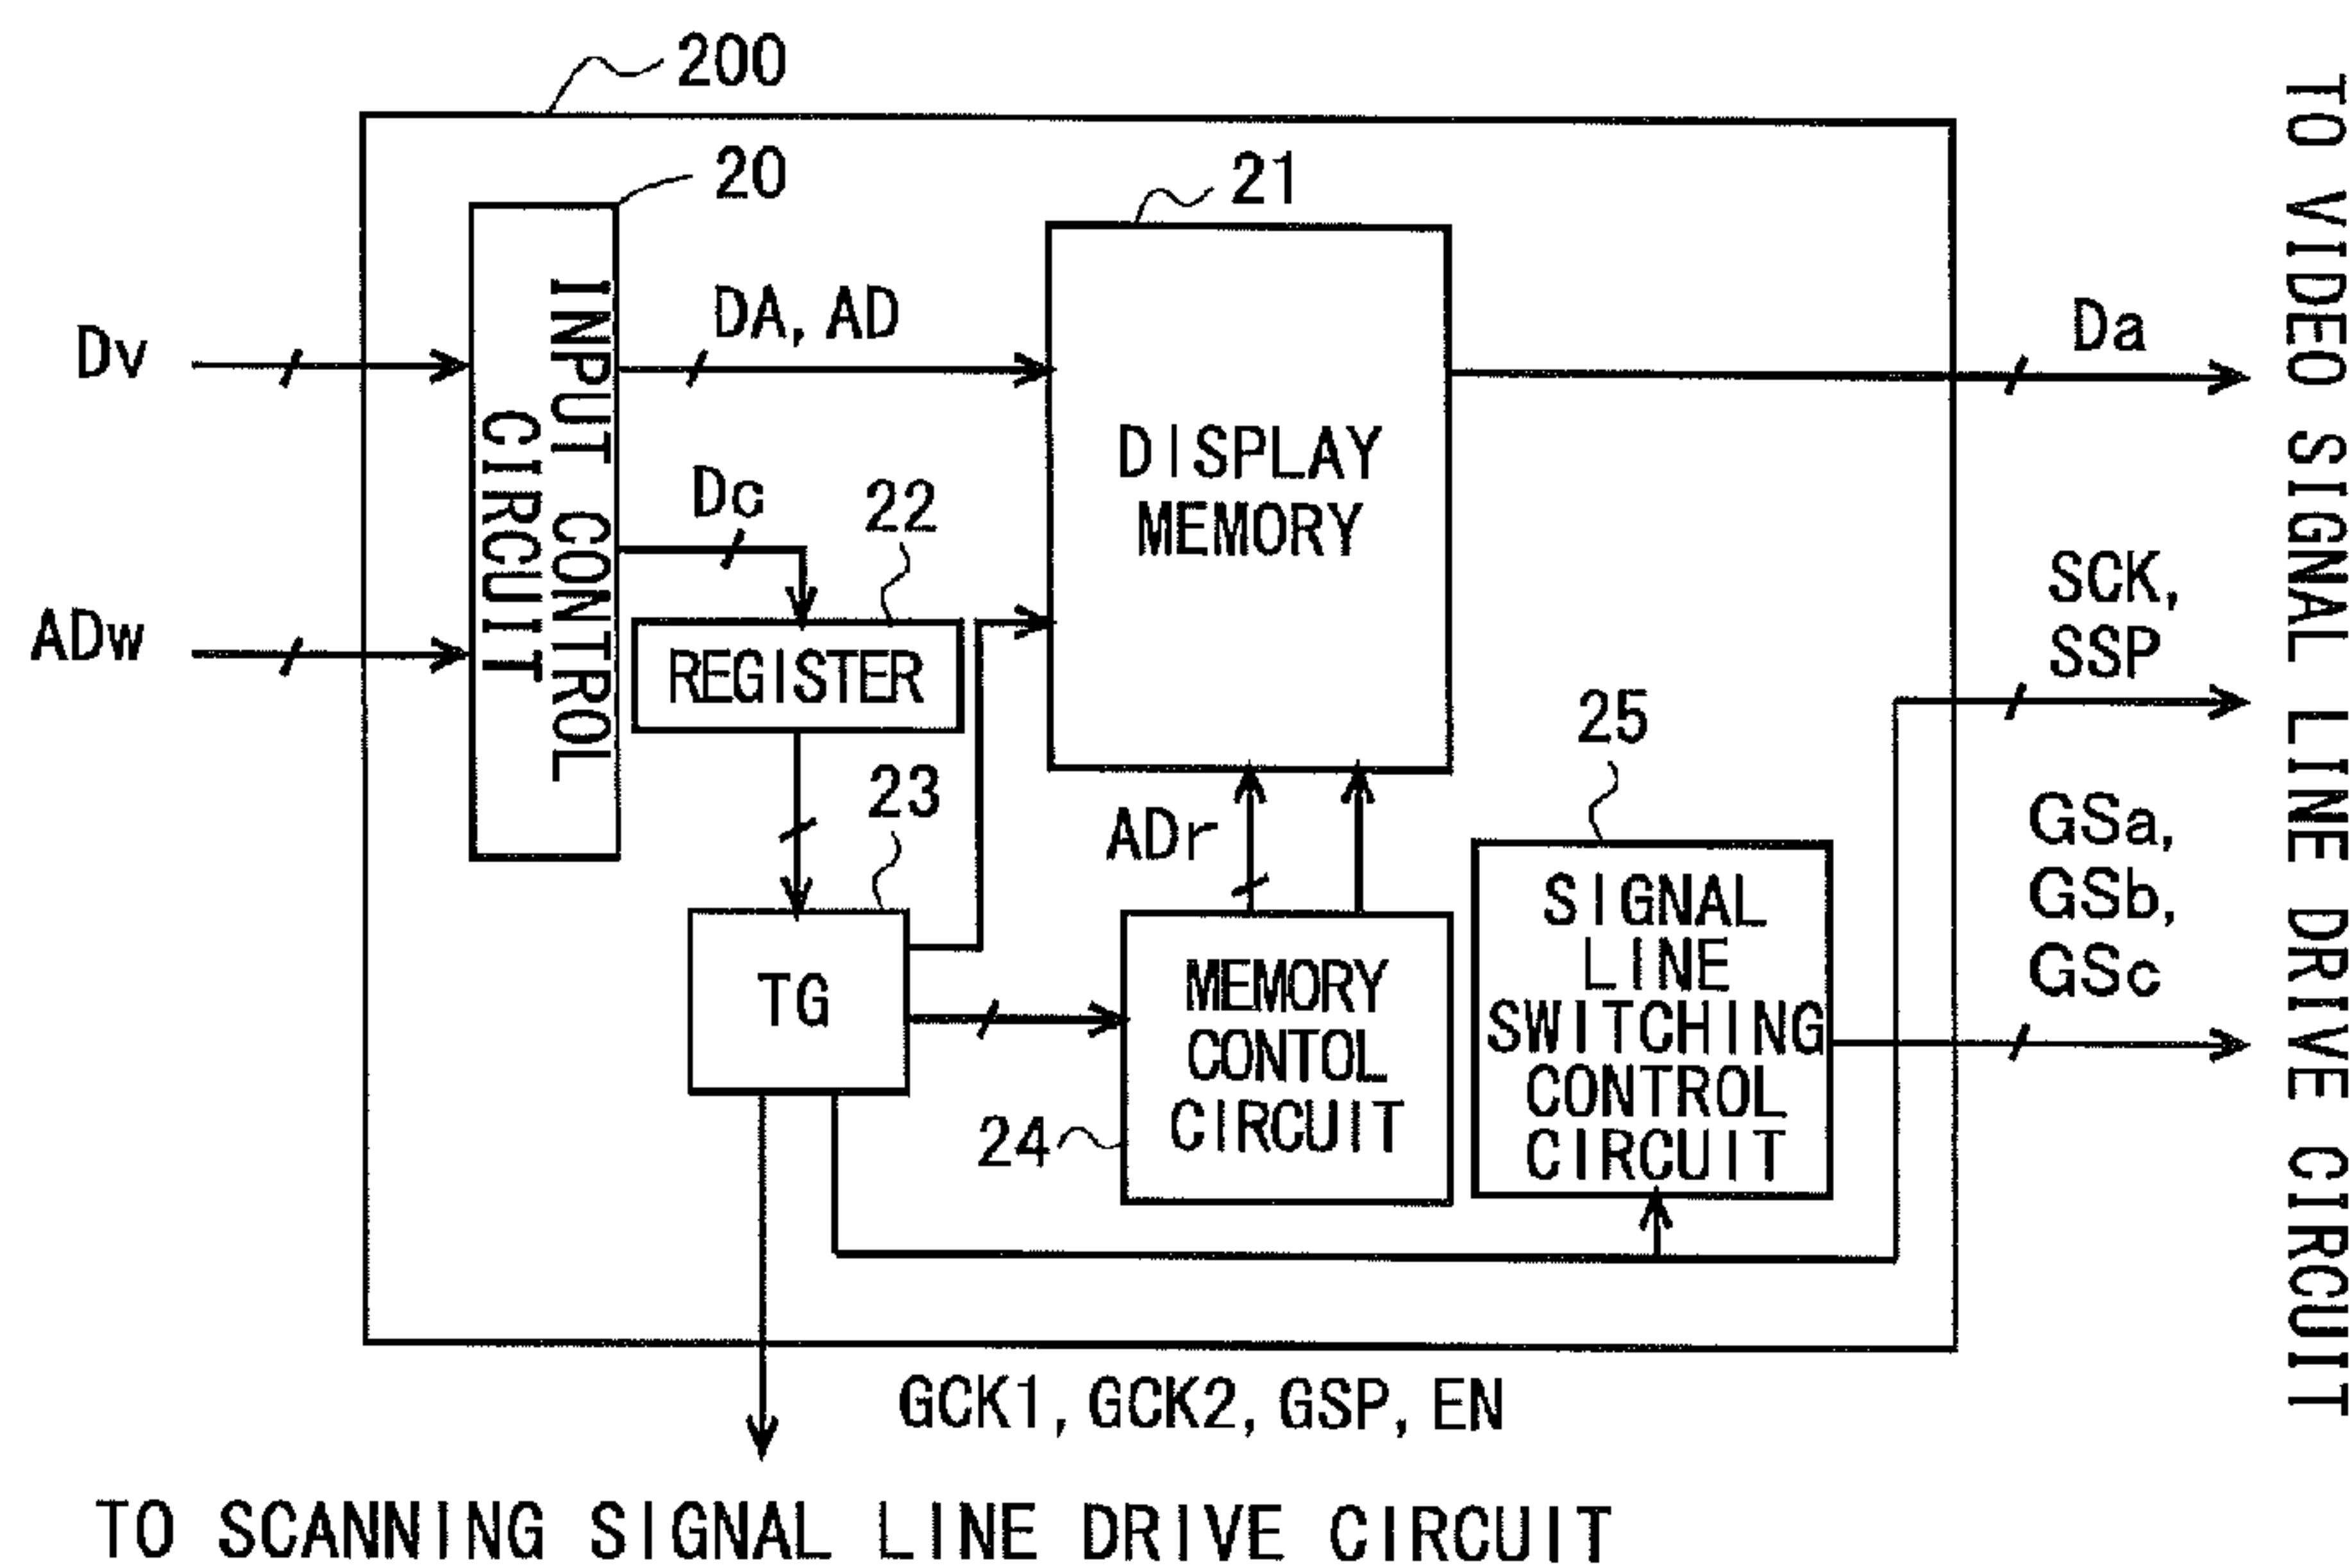 200
20
21
Dv
DA, AD
Da
INPUT CONTROL
CIRCUIT
DISPLAY
MEMORY
Dc
22
SCK,
SSP
ADw
REGISTER
25
23
ADr
GSa,
GSb,
GSc
SIGNAL
LINE
SWITCHING
CONTROL
CIRCUIT
TG
MEMORY
CONTOL
CIRCUIT
24
GCK1, GCK2, GSP, EN
TO SCANNING SIGNAL LINE DRIVE CIRCUIT
TO VIDEO SIGNAL LINE DRIVE CIRCUIT